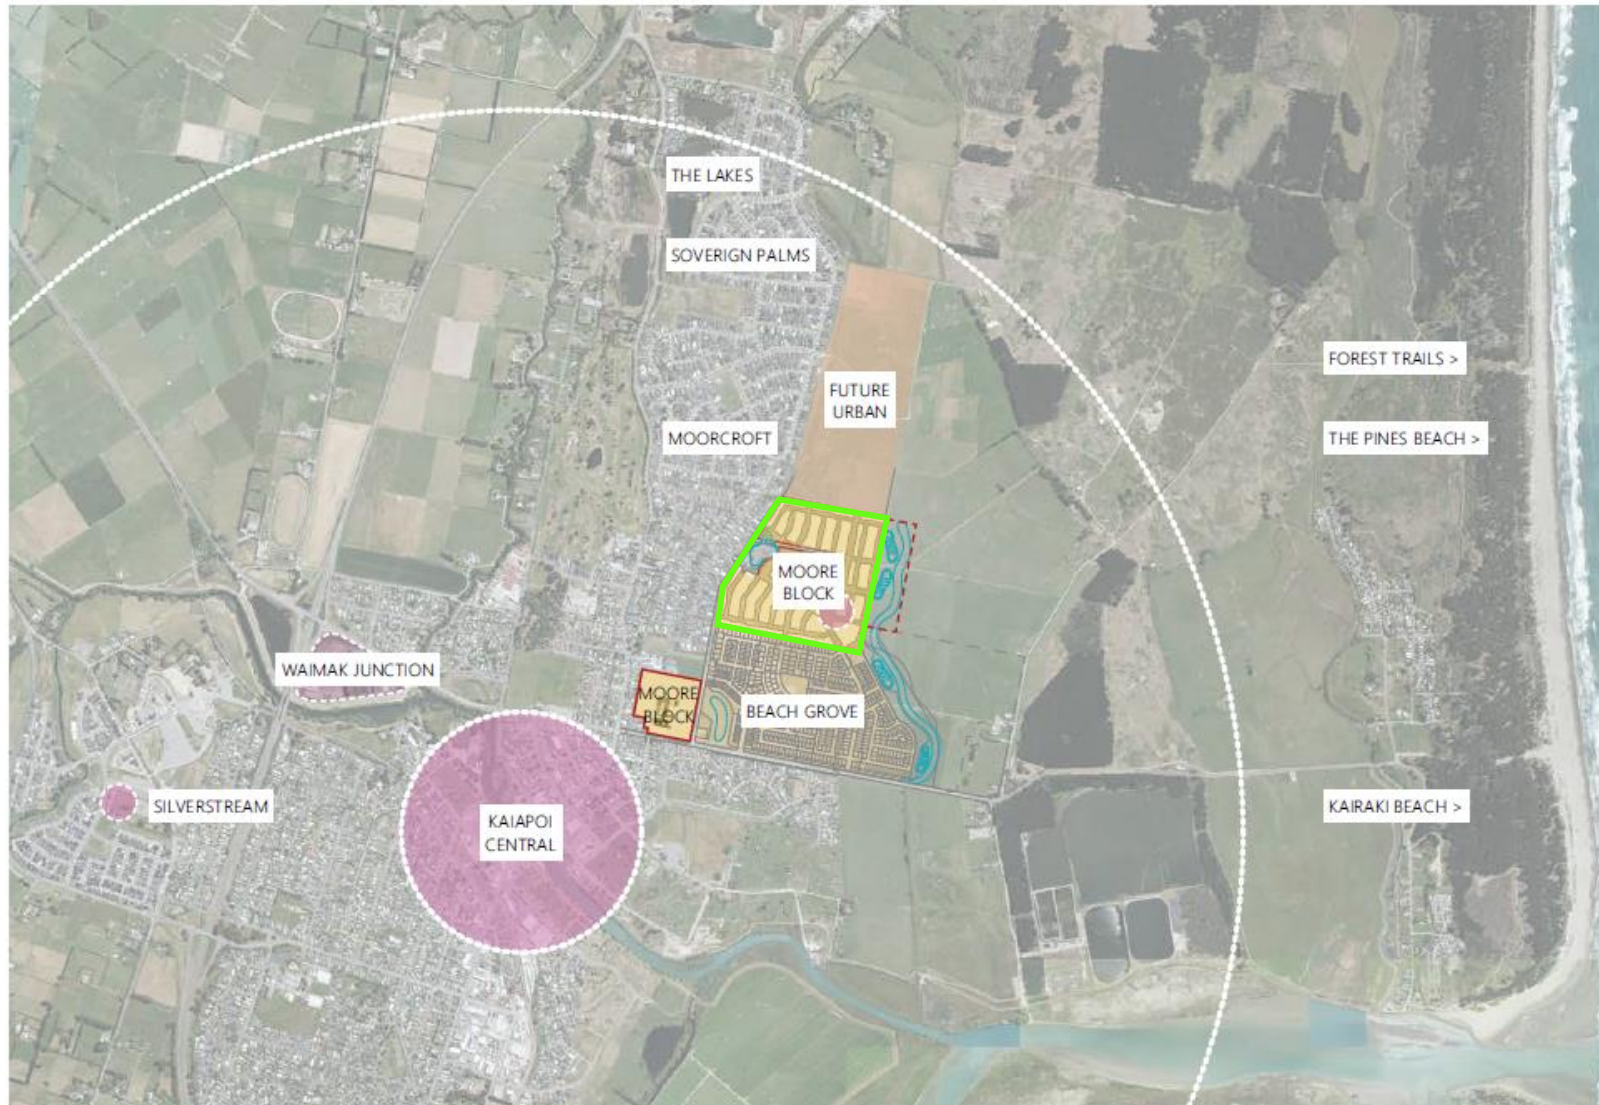 THE LAKES
SOVERIGN PALMS
FOREST TRAILS >
FUTURE
URBAN
MOORCROFT
THE PINES BEACH >
MOORE
BLOCK
WAIMAK JUNCTION
MOORE
BLOCK
BEACH GROVE
SILVERSTREAM
KAIAPOI
CENTRAL
KAIRAKI BEACH >